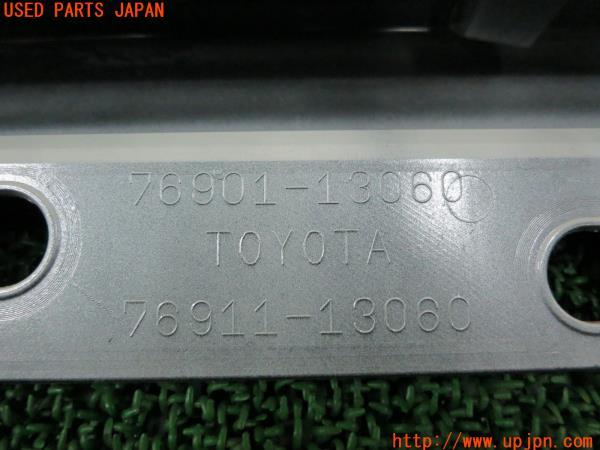 USED PARTS JAPAN
76901-13060
TOYOTA
76911-13060
http://www.upjpn.com/